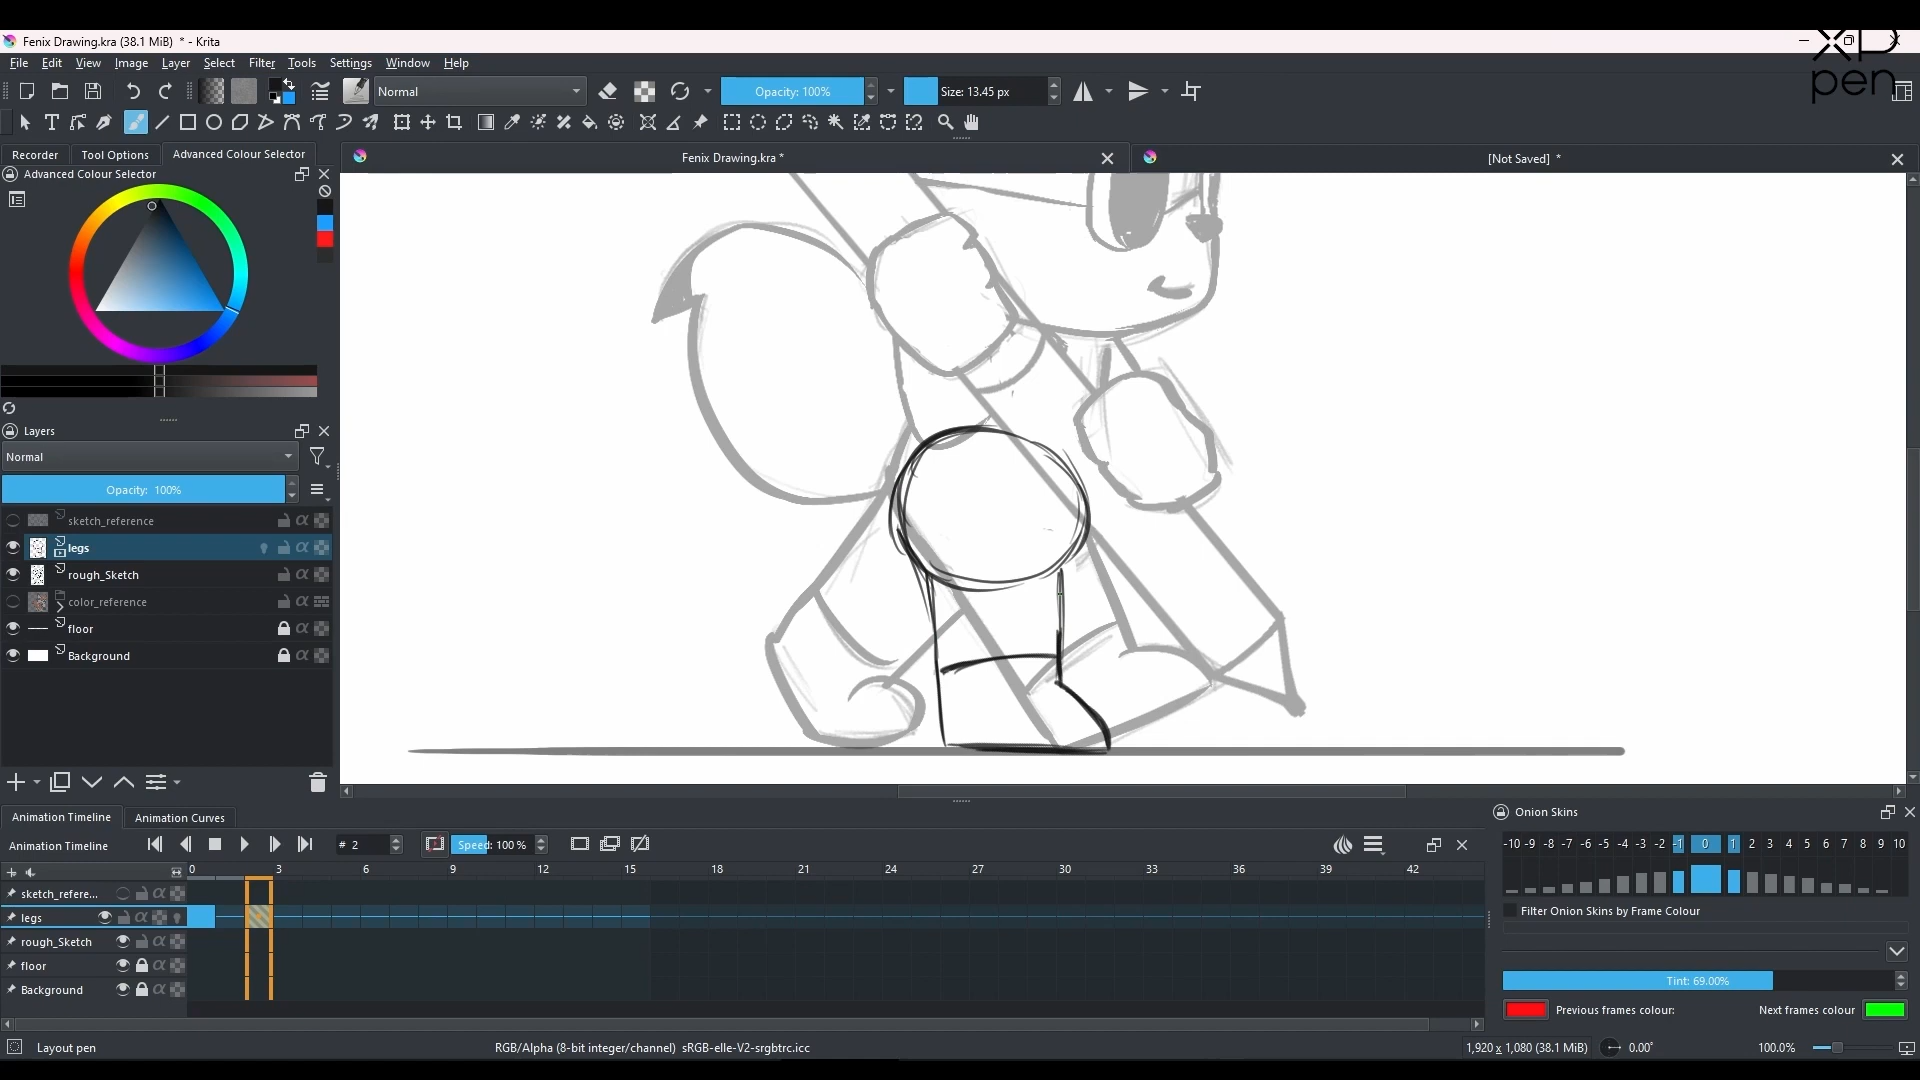 Fenix Drawing.kra (38.1 MiB) * - Krita
XP
pen
File Edit View Image Layer Select Filter Tools Settings Window Help
Normal
Opacity: 100%
Size: 13.45 px
Recorder
Tool Options
Advanced Colour Selector
Fenix Drawing.kra *
[Not Saved] *
Advanced Colour Selector
Layers
Normal
Opacity: 100%
sketch_reference
legs
rough_Sketch
color_reference
floor
Background
Animation Timeline
Animation Curves
Onion Skins
Animation Timeline
# 2
Speed: 100 %
-10 -9 -8 -7 -6 -5 -4 -3 -2 -1 0 1 2 3 4 5 6 7 8 9 10
0 3 6 9 12 15 18 21 24 27 30 33 36 39 42
sketch_refere...
legs
Filter Onion Skins by Frame Colour
rough_Sketch
floor
Background
Tint: 69.00%
Previous frames colour:
Next frames colour
Layout pen
RGB/Alpha (8-bit integer/channel) sRGB-elle-V2-srgbtrc.icc
1,920 x 1,080 (38.1 MiB)
0.00°
100.0%